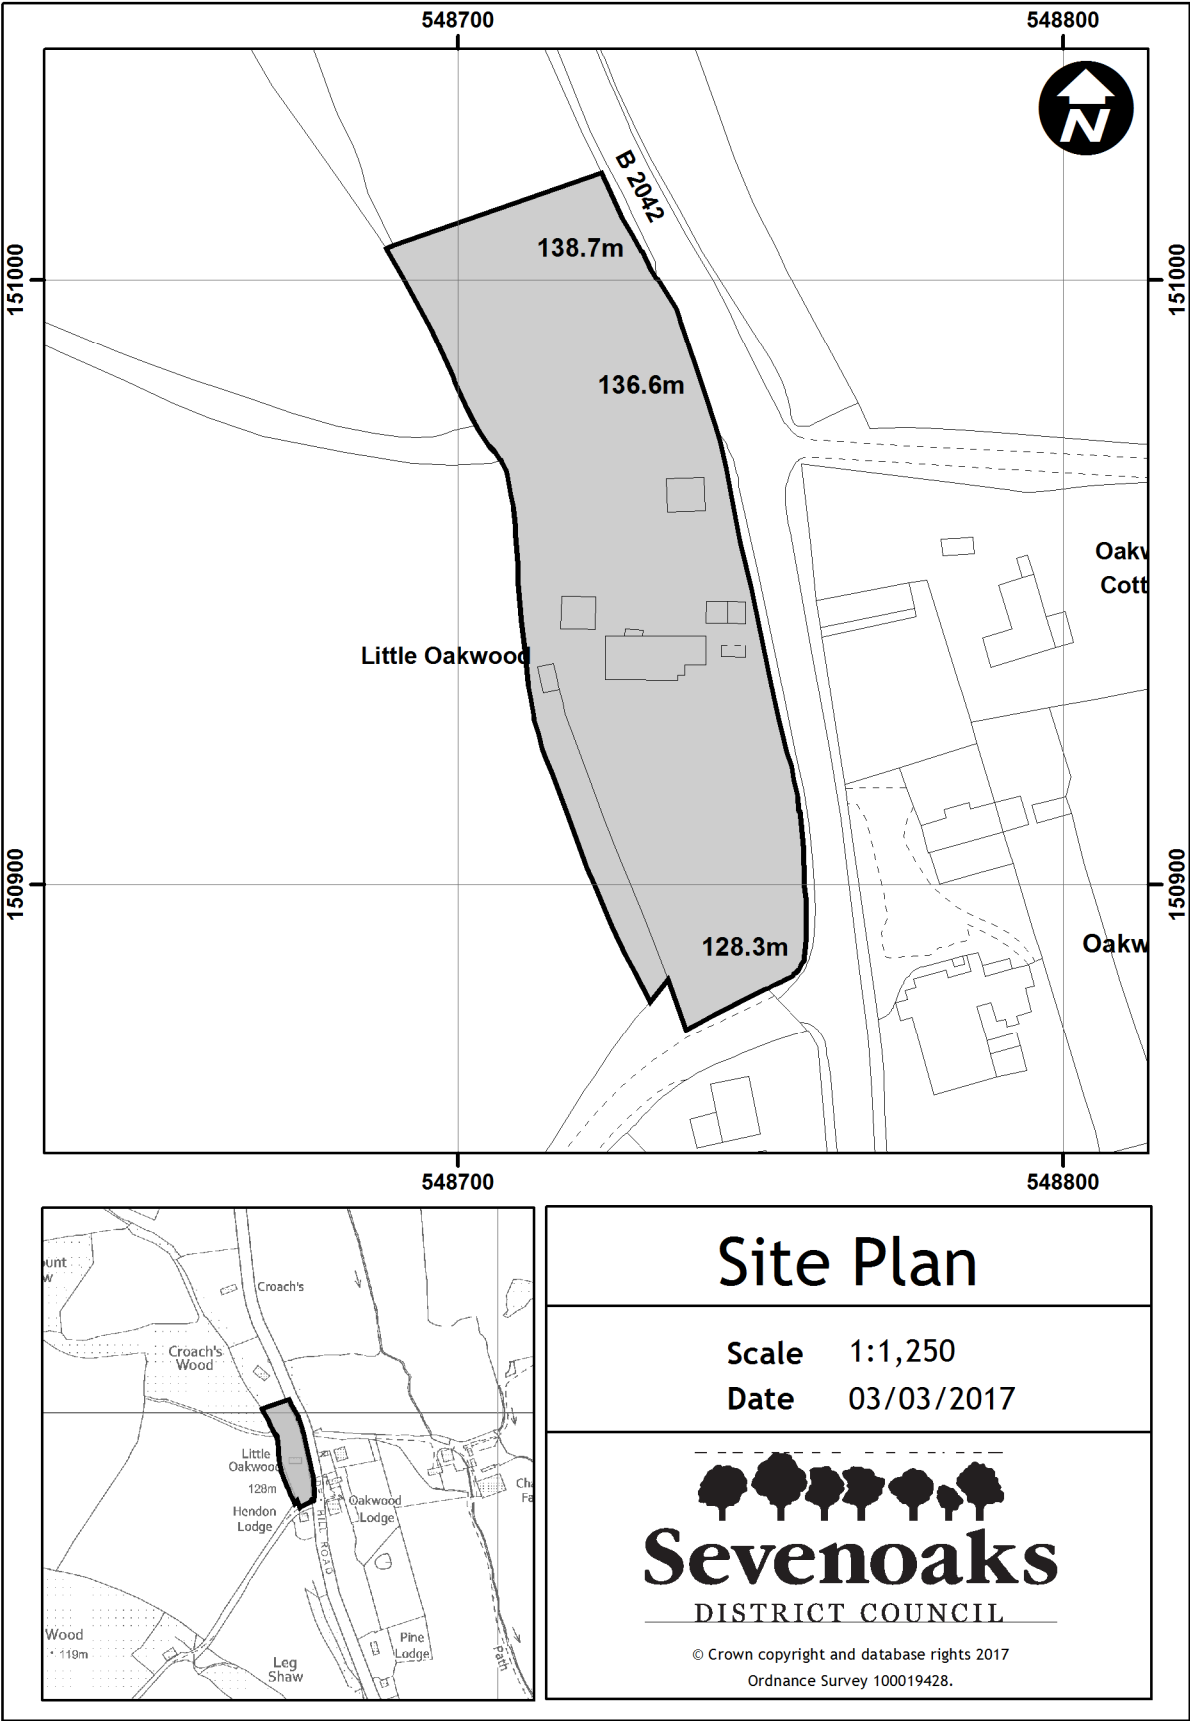 548700
548800
N
B 2042
138.7m
151000
151000
136.6m
Oakw
Cott
Little Oakwood
150900
150900
128.3m
Oakw
548700
548800
Croach's
Croach's
Wood
Little
Oakwood
128m
Hendon
Lodge
Oakwood
Lodge
HILL ROAD
Wood
119m
Leg
Shaw
Pine
Lodge
Path
Site Plan
Scale 1:1,250
Date 03/03/2017
Sevenoaks
DISTRICT COUNCIL
© Crown copyright and database rights 2017
Ordnance Survey 100019428.